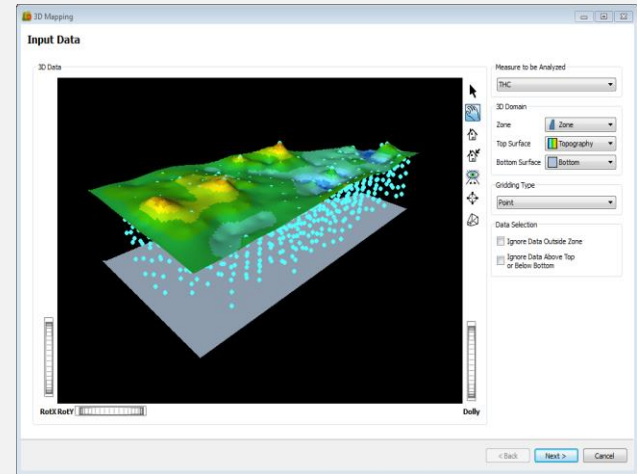 3D Mapping
Input Data
3D Data
Measure to be Analyzed
THC
3D Domain
Zone Zone
Top Surface Topography
Bottom Surface Bottom
Gridding Type
Point
Data Selection
Ignore Data Outside Zone
Ignore Data Above Top
or Below Bottom
RotX RotY Dolly
< Back Next > Cancel